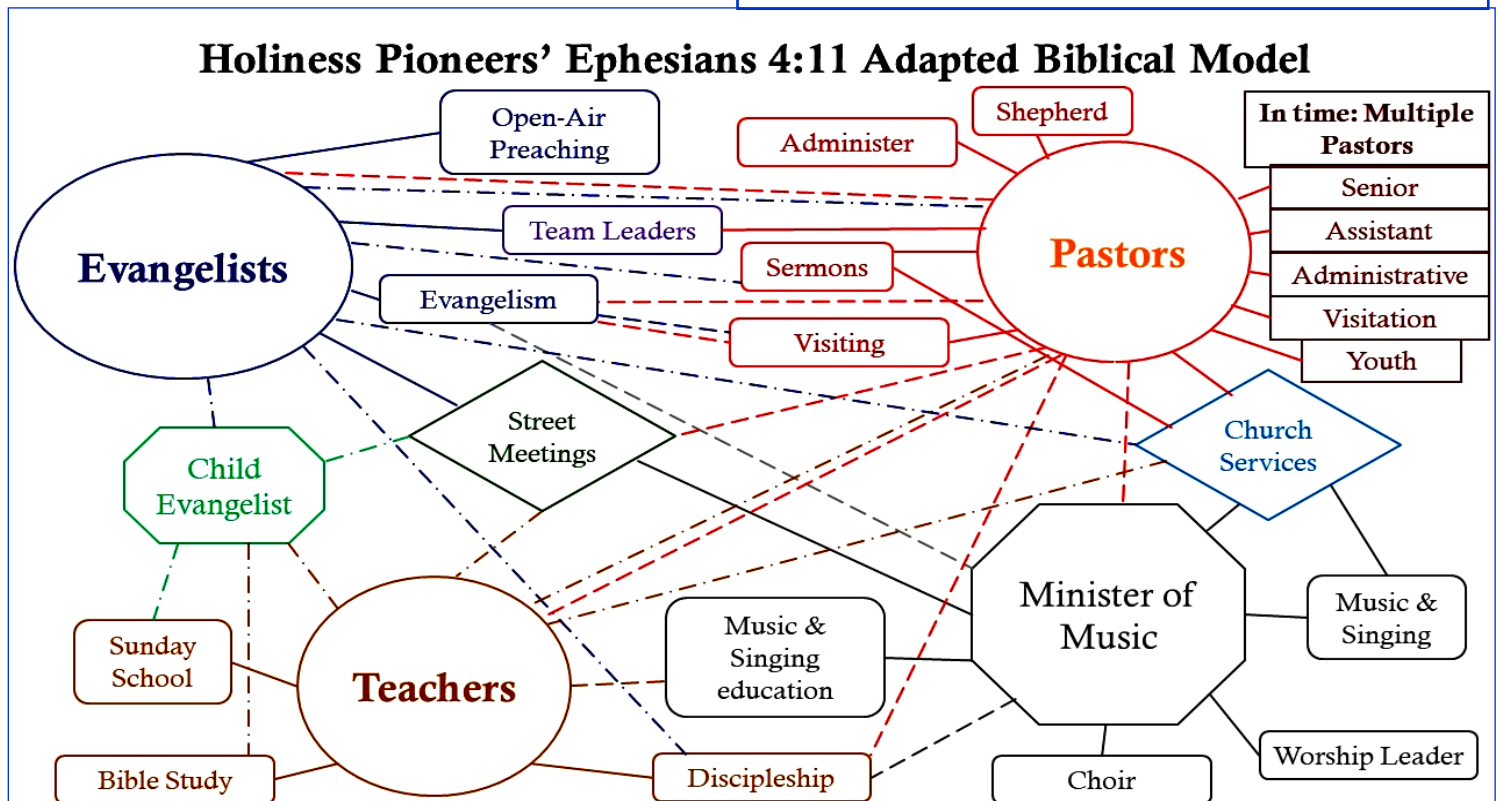 Holiness Pioneers’ Ephesians 4:11 Adapted Biblical Model
Open-Air
Preaching
Administer
Shepherd
In time: Multiple
Pastors
Senior
Assistant
Administrative
Visitation
Youth
Evangelists
Team Leaders
Sermons
Pastors
Evangelism
Visiting
Street
Meetings
Church
Services
Child
Evangelist
Minister of
Music
Music &
Singing
Music &
Singing
education
Sunday
School
Teachers
Bible Study
Discipleship
Choir
Worship Leader